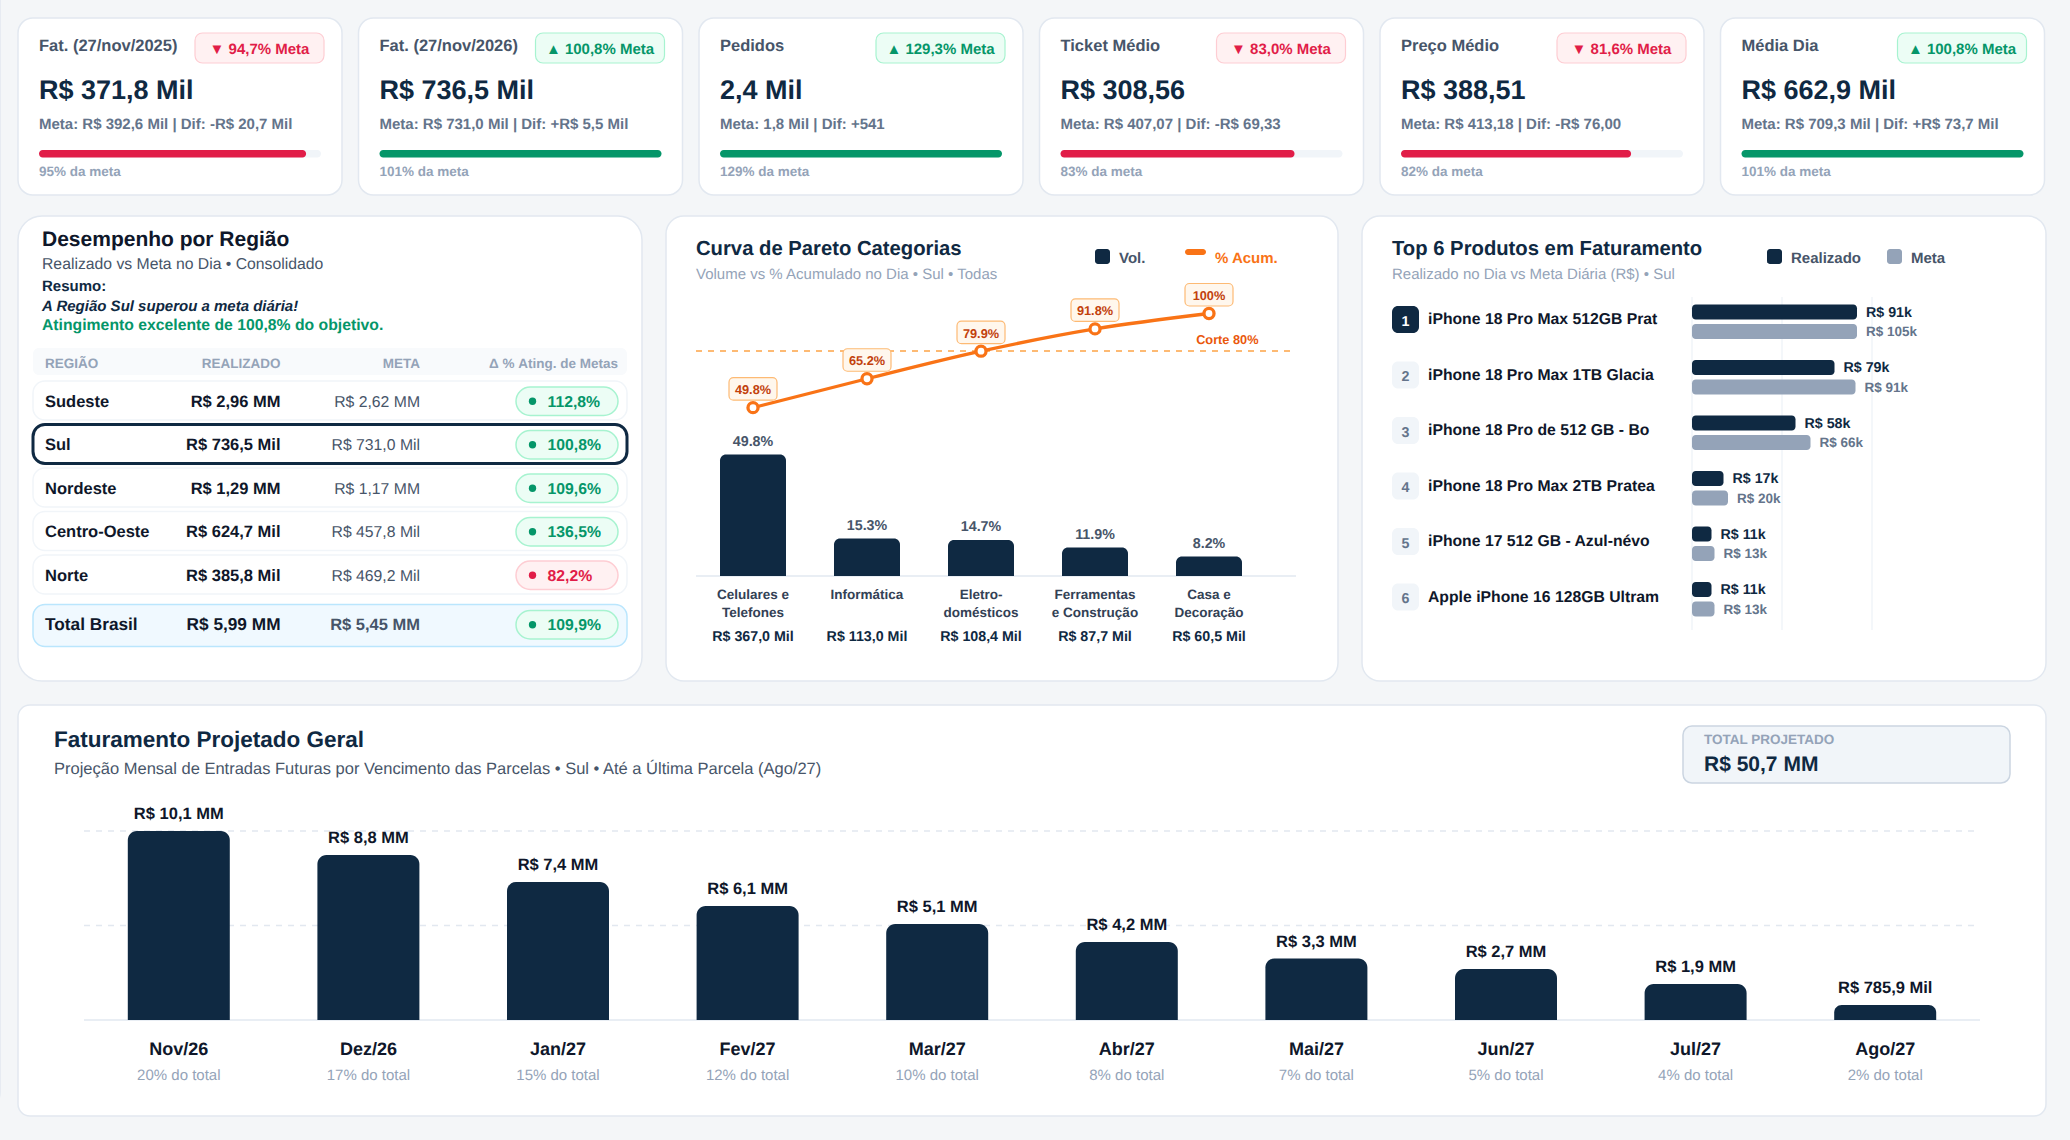 Fat. (27/nov/2025)
▼ 94,7% Meta
R$ 371,8 Mil
Meta: R$ 392,6 Mil | Dif: -R$ 20,7 Mil
95% da meta
Fat. (27/nov/2026)
▲ 100,8% Meta
R$ 736,5 Mil
Meta: R$ 731,0 Mil | Dif: +R$ 5,5 Mil
101% da meta
Pedidos
▲ 129,3% Meta
2,4 Mil
Meta: 1,8 Mil | Dif: +541
129% da meta
Ticket Médio
▼ 83,0% Meta
R$ 308,56
Meta: R$ 407,07 | Dif: -R$ 69,33
83% da meta
Preço Médio
▼ 81,6% Meta
R$ 388,51
Meta: R$ 413,18 | Dif: -R$ 76,00
82% da meta
Média Dia
▲ 100,8% Meta
R$ 662,9 Mil
Meta: R$ 709,3 Mil | Dif: +R$ 73,7 Mil
101% da meta
Desempenho por Região
Realizado vs Meta no Dia • Consolidado
Resumo:
A Região Sul superou a meta diária!
Atingimento excelente de 100,8% do objetivo.
REGIÃO REALIZADO META Δ % Ating. de Metas
Sudeste R$ 2,96 MM R$ 2,62 MM 112,8%
Sul R$ 736,5 Mil R$ 731,0 Mil 100,8%
Nordeste R$ 1,29 MM R$ 1,17 MM 109,6%
Centro-Oeste R$ 624,7 Mil R$ 457,8 Mil 136,5%
Norte R$ 385,8 Mil R$ 469,2 Mil 82,2%
Total Brasil R$ 5,99 MM R$ 5,45 MM 109,9%
Curva de Pareto Categorias
Volume vs % Acumulado no Dia • Sul • Todas
Vol. % Acum.
49.8%
65.2%
79.9%
91.8%
100%
Corte 80%
49.8%
15.3%
14.7%
11.9%
8.2%
Celulares e
Telefones
R$ 367,0 Mil
Informática
R$ 113,0 Mil
Eletro-
domésticos
R$ 108,4 Mil
Ferramentas
e Construção
R$ 87,7 Mil
Casa e
Decoração
R$ 60,5 Mil
Top 6 Produtos em Faturamento
Realizado no Dia vs Meta Diária (R$) • Sul
Realizado Meta
1 iPhone 18 Pro Max 512GB Prat
R$ 91k
R$ 105k
2 iPhone 18 Pro Max 1TB Glacia
R$ 79k
R$ 91k
3 iPhone 18 Pro de 512 GB - Bo
R$ 58k
R$ 66k
4 iPhone 18 Pro Max 2TB Pratea
R$ 17k
R$ 20k
5 iPhone 17 512 GB - Azul-névo
R$ 11k
R$ 13k
6 Apple iPhone 16 128GB Ultram
R$ 11k
R$ 13k
Faturamento Projetado Geral
Projeção Mensal de Entradas Futuras por Vencimento das Parcelas • Sul • Até a Última Parcela (Ago/27)
TOTAL PROJETADO
R$ 50,7 MM
R$ 10,1 MM
R$ 8,8 MM
R$ 7,4 MM
R$ 6,1 MM
R$ 5,1 MM
R$ 4,2 MM
R$ 3,3 MM
R$ 2,7 MM
R$ 1,9 MM
R$ 785,9 Mil
Nov/26 Dez/26 Jan/27 Fev/27 Mar/27 Abr/27 Mai/27 Jun/27 Jul/27 Ago/27
20% do total 17% do total 15% do total 12% do total 10% do total 8% do total 7% do total 5% do total 4% do total 2% do total